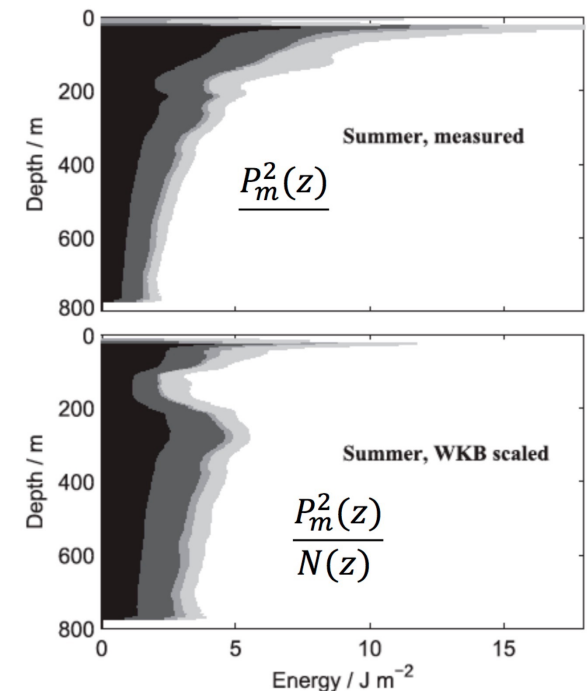 0
200
400
600
800
Depth / m
Summer, measured
P_m^2(z)
0
200
400
600
800
Depth / m
Summer, WKB scaled
P_m^2(z)
N(z)
0
5
10
15
Energy / J m⁻²